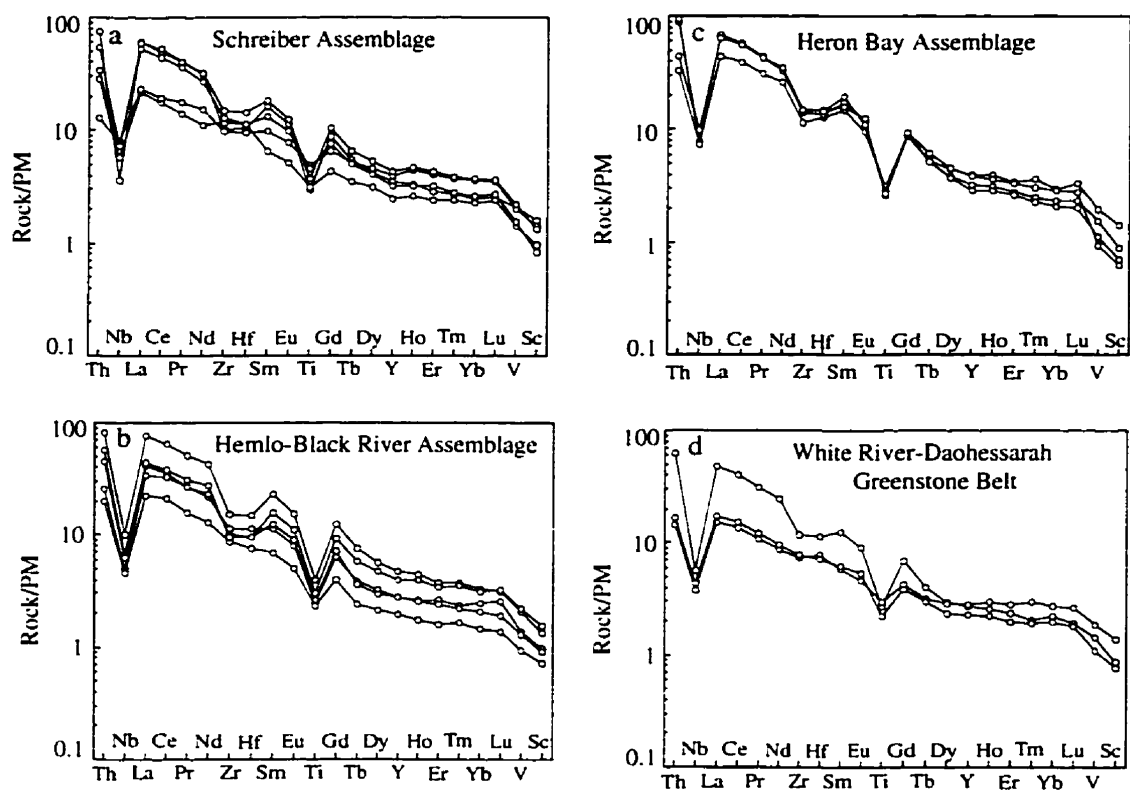 100
10
1
0.1
Rock/PM
a
Schreiber Assemblage
Nb Ce Nd Hf Eu Gd Dy Ho Tm Lu Sc
Th La Pr Zr Sm Ti Tb Y Er Yb V
100
10
1
0.1
Rock/PM
c
Heron Bay Assemblage
Nb Ce Nd Hf Eu Gd Dy Ho Tm Lu Sc
Th La Pr Zr Sm Ti Tb Y Er Yb V
100
10
1
0.1
Rock/PM
b
Hemlo-Black River Assemblage
Nb Ce Nd Hf Eu Gd Dy Ho Tm Lu Sc
Th La Pr Zr Sm Ti Tb Y Er Yb V
100
10
1
0.1
Rock/PM
d
White River-Daohessarah
Greenstone Belt
Nb Ce Nd Hf Eu Gd Dy Ho Tm Lu Sc
Th La Pr Zr Sm Ti Tb Y Er Yb V